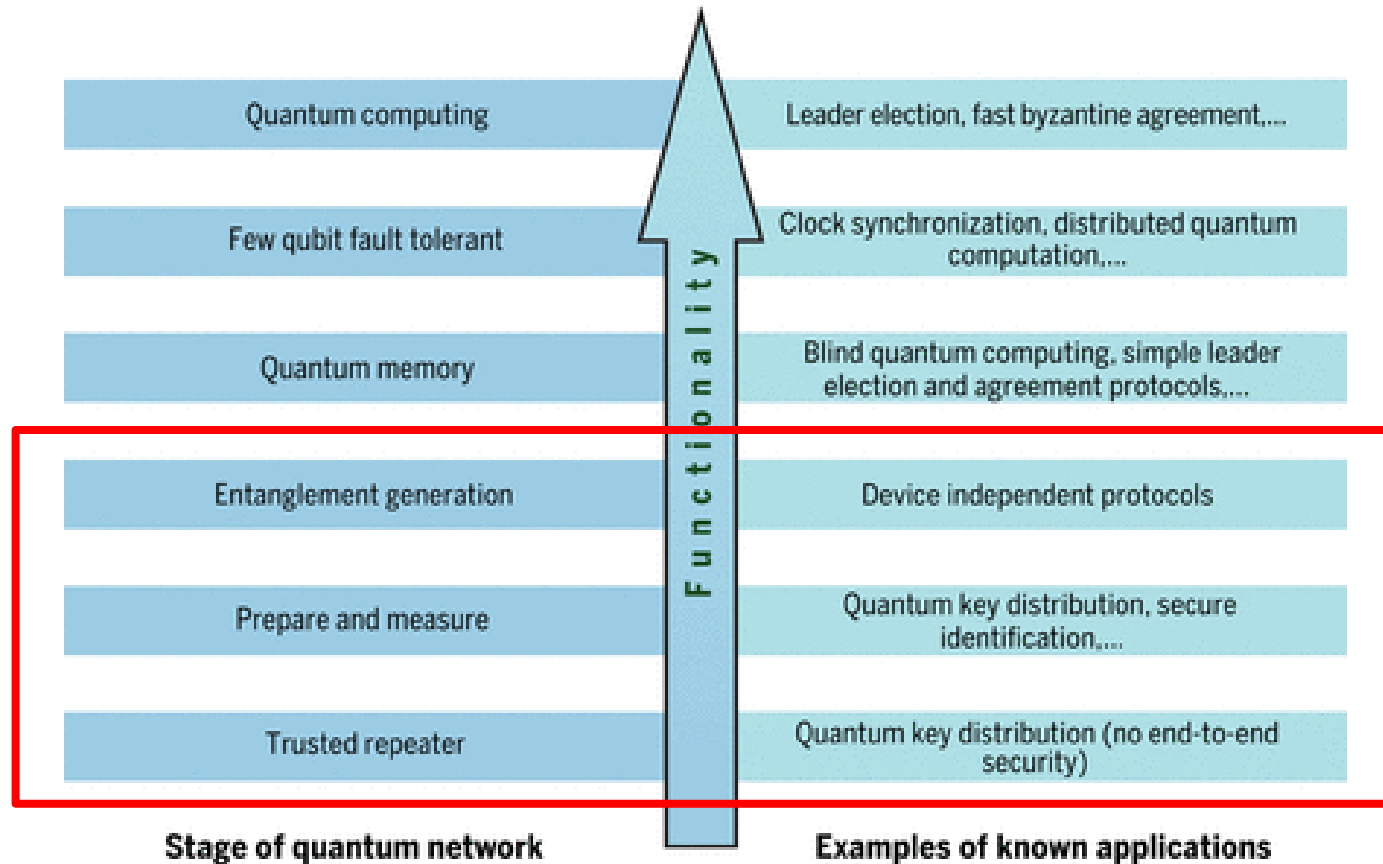 Quantum computing
Leader election, fast byzantine agreement,...
Few qubit fault tolerant
Clock synchronization, distributed quantum
computation,...
Quantum memory
Blind quantum computing, simple leader
election and agreement protocols,...
Functionality
Entanglement generation
Device independent protocols
Prepare and measure
Quantum key distribution, secure
identification,...
Trusted repeater
Quantum key distribution (no end-to-end
security)
Stage of quantum network
Examples of known applications